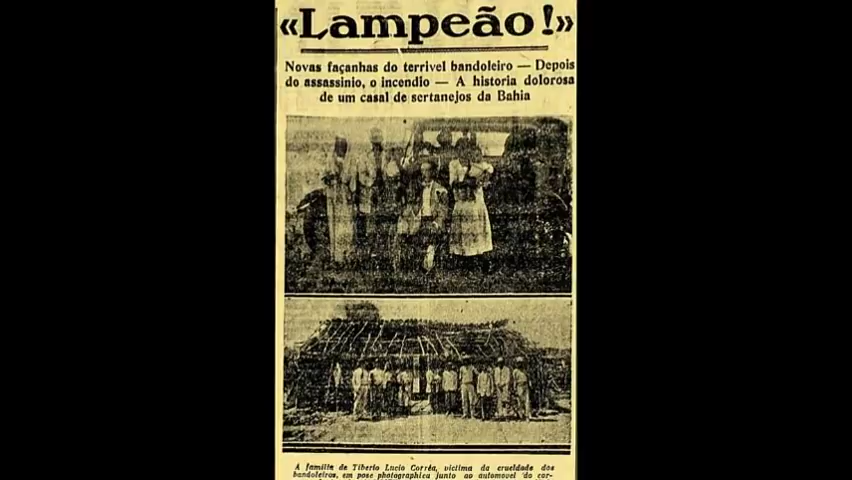 «Lampeão!»
Novas façanhas do terrivel bandoleiro — Depois
do assassinio, o incendio — A historia dolorosa
de um casal de sertanejos da Bahia
A familia de Tiberio Lucio Corrêa, victima da crueldade dos
bandoleiros, em pose photographica junto ao automovel do cor-